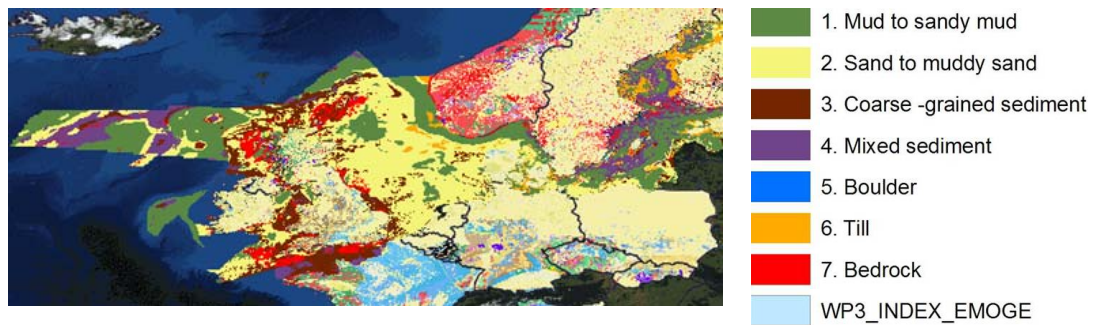 1. Mud to sandy mud
2. Sand to muddy sand
3. Coarse -grained sediment
4. Mixed sediment
5. Boulder
6. Till
7. Bedrock
WP3_INDEX_EMOGE